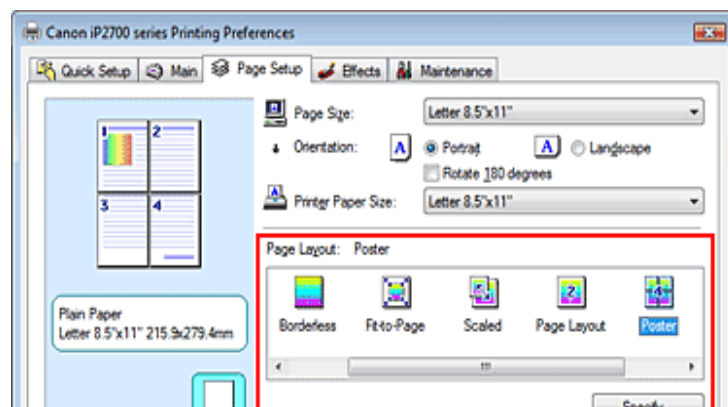 Canon iP2700 series Printing Preferences
Quick Setup Main Page Setup Effects Maintenance
Page Size: Letter 8.5"x11"
Orientation: A Portrait A Landscape
Rotate 180 degrees
Printer Paper Size: Letter 8.5"x11"
1 2
3 4
Page Layout: Poster
Borderless Fit-to-Page Scaled Page Layout Poster
Plain Paper
Letter 8.5"x11" 215.9x279.4mm
Specify...